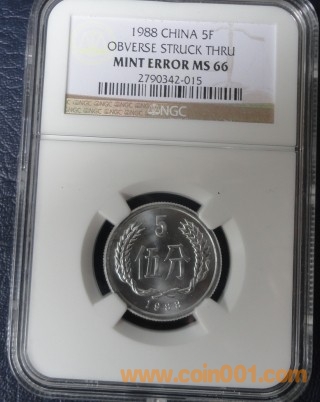 1988 CHINA 5F
OBVERSE STRUCK THRU
MINT ERROR MS 66
2790342-015
NGC
5
伍分
1988
www.coin001.com